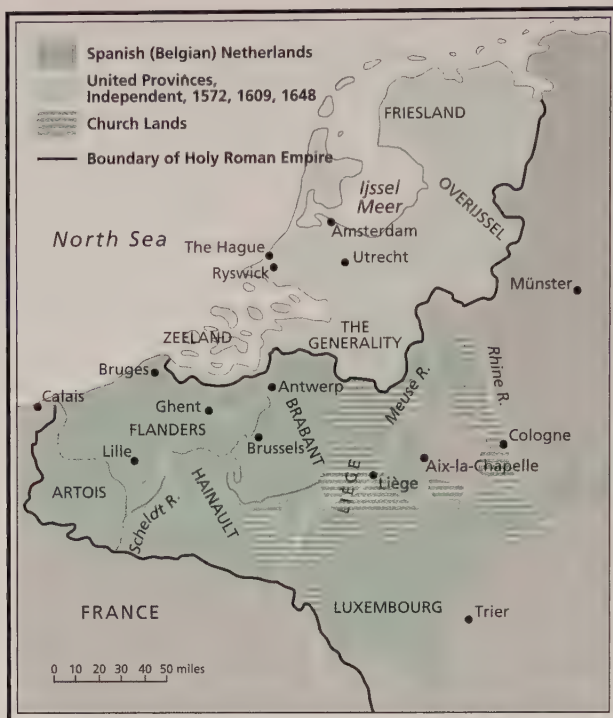 Spanish (Belgian) Netherlands
United Provinces,
Independent, 1572, 1609, 1648
Church Lands
Boundary of Holy Roman Empire
FRIESLAND
Ijssel
Meer
OVERIJSSEL
Amsterdam
North Sea
The Hague
Ryswick
Utrecht
Münster
ZEELAND
THE
GENERALITY
Bruges
Antwerp
Meuse R.
Rhine R.
Calais
Ghent
FLANDERS
BRABANT
Cologne
Lille
Brussels
Aix-la-Chapelle
LIÈGE
Liège
ARTOIS
Scheldt R.
HAINAULT
FRANCE
LUXEMBOURG
Trier
0 10 20 30 40 50 miles